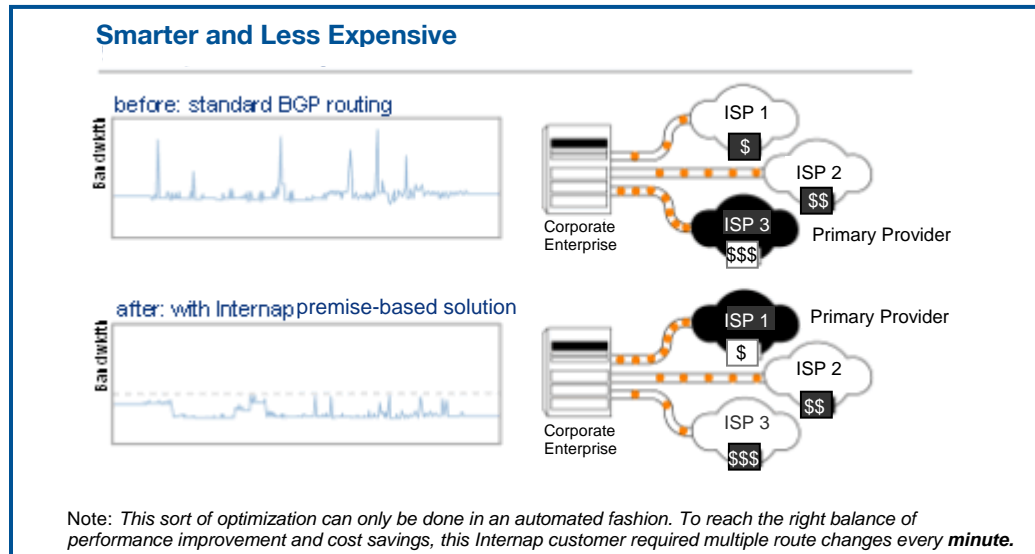 Smarter and Less Expensive
before: standard BGP routing
Bandwidth
ISP 1
$
ISP 2
$$
ISP 3
$$$
Primary Provider
Corporate
Enterprise
after: with Internap premise-based solution
Bandwidth
ISP 1
$
Primary Provider
ISP 2
$$
ISP 3
$$$
Corporate
Enterprise
Note: This sort of optimization can only be done in an automated fashion. To reach the right balance of
performance improvement and cost savings, this Internap customer required multiple route changes every minute.